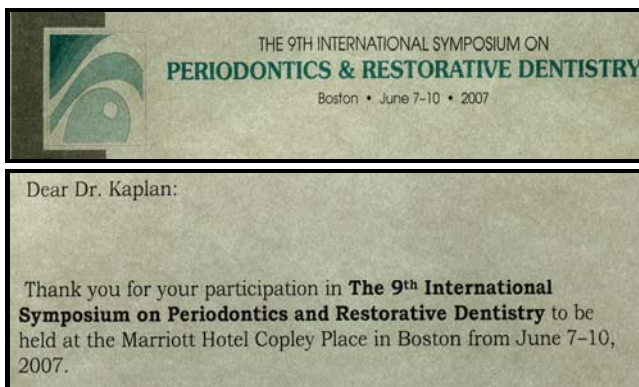 THE 9TH INTERNATIONAL SYMPOSIUM ON
PERIODONTICS & RESTORATIVE DENTISTRY
Boston • June 7-10 • 2007
Dear Dr. Kaplan:
Thank you for your participation in The 9th International
Symposium on Periodontics and Restorative Dentistry to be
held at the Marriott Hotel Copley Place in Boston from June 7–10,
2007.